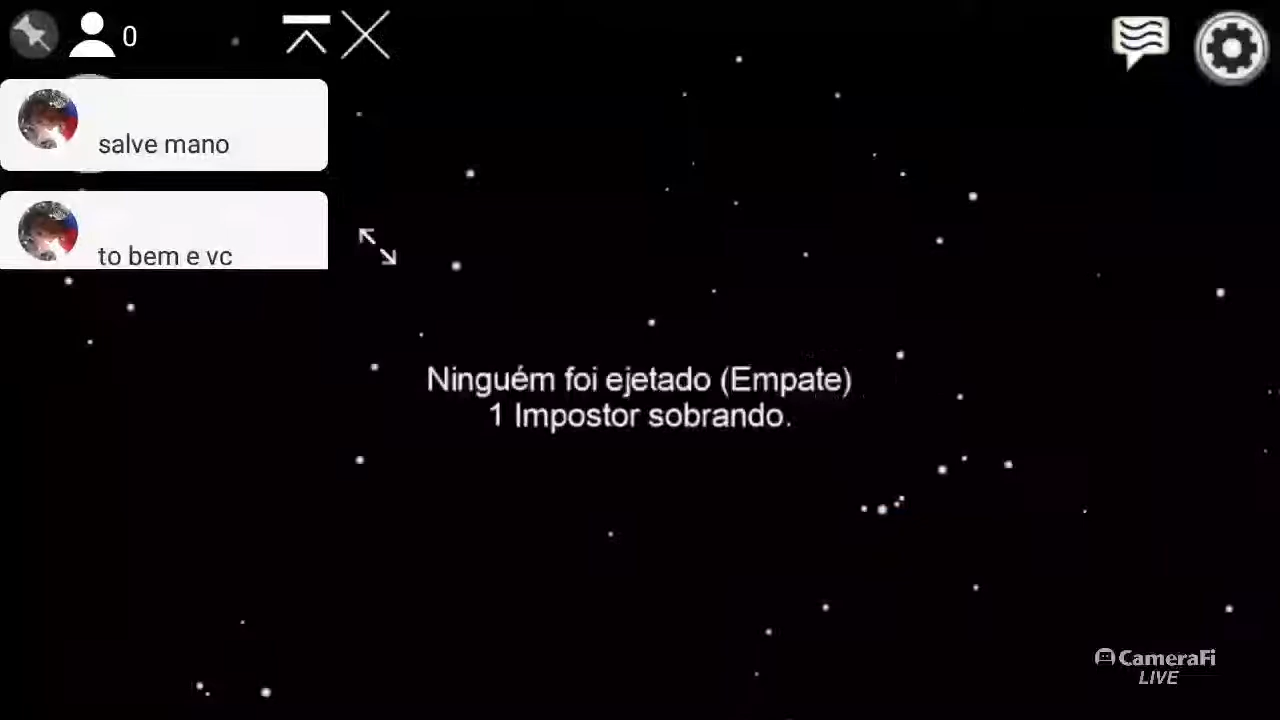 0
salve mano
to bem e vc
Ninguém foi ejetado (Empate)
1 Impostor sobrando.
CameraFi
LIVE